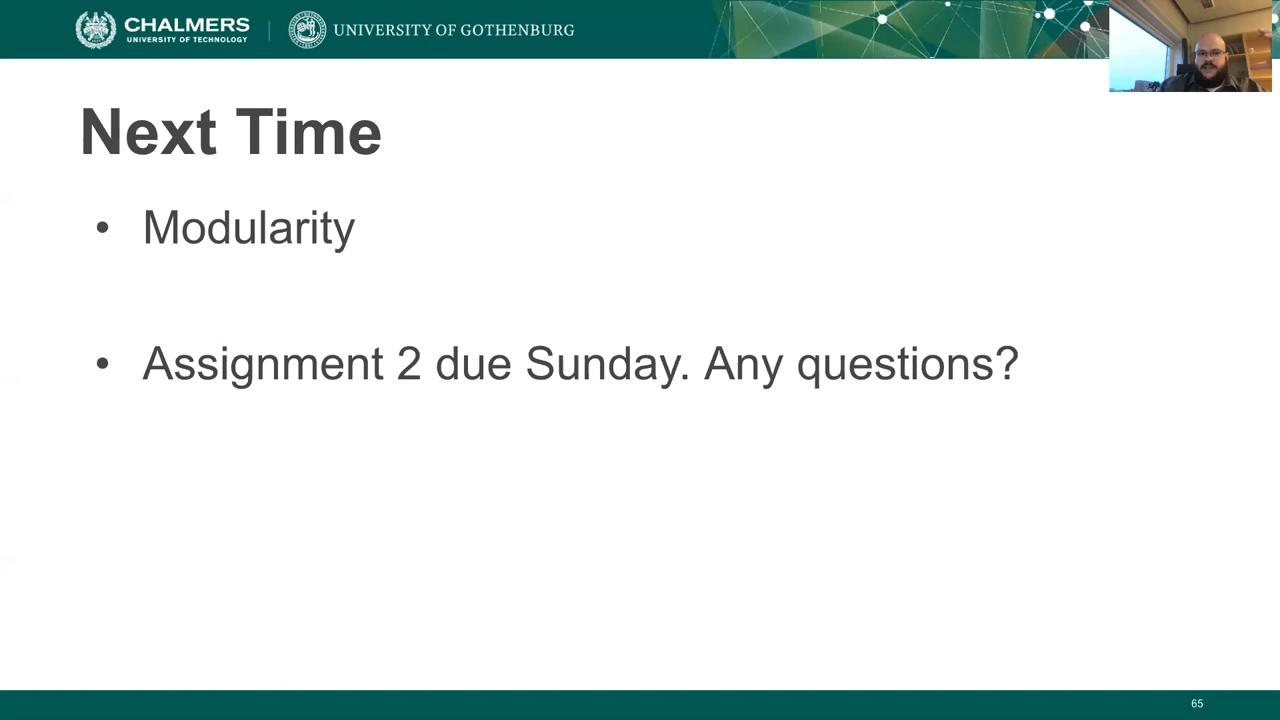 CHALMERS
UNIVERSITY OF TECHNOLOGY
UNIVERSITY OF GOTHENBURG
Next Time
• Modularity
• Assignment 2 due Sunday. Any questions?
65